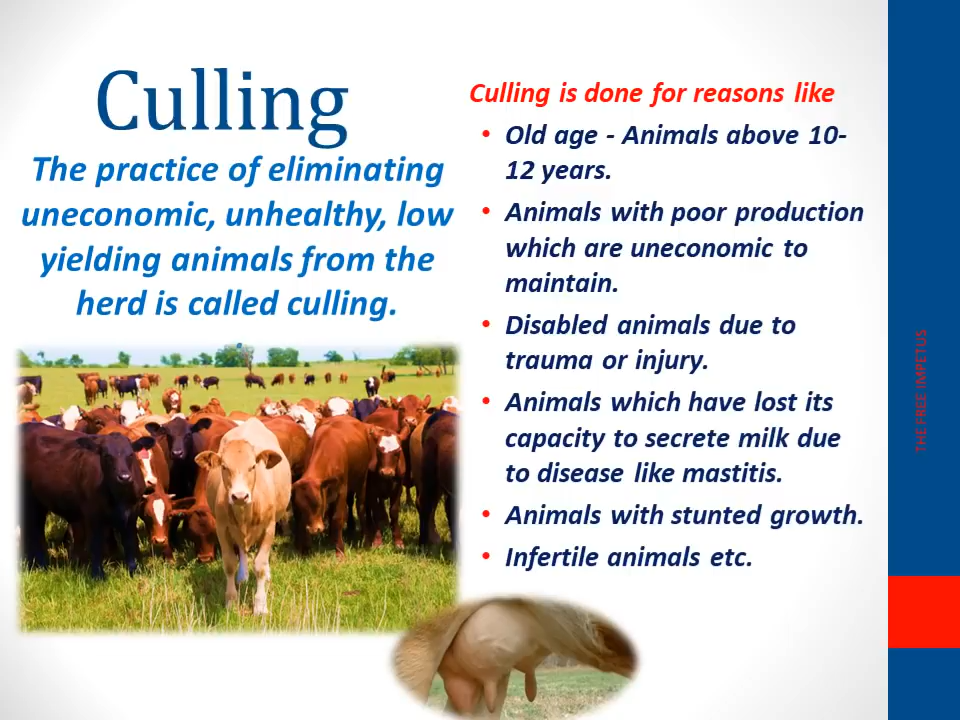 Culling
The practice of eliminating
uneconomic, unhealthy, low
yielding animals from the
herd is called culling.
Culling is done for reasons like
• Old age - Animals above 10-
12 years.
• Animals with poor production
which are uneconomic to
maintain.
• Disabled animals due to
trauma or injury.
• Animals which have lost its
capacity to secrete milk due
to disease like mastitis.
• Animals with stunted growth.
• Infertile animals etc.
THE FREE IMPETUS